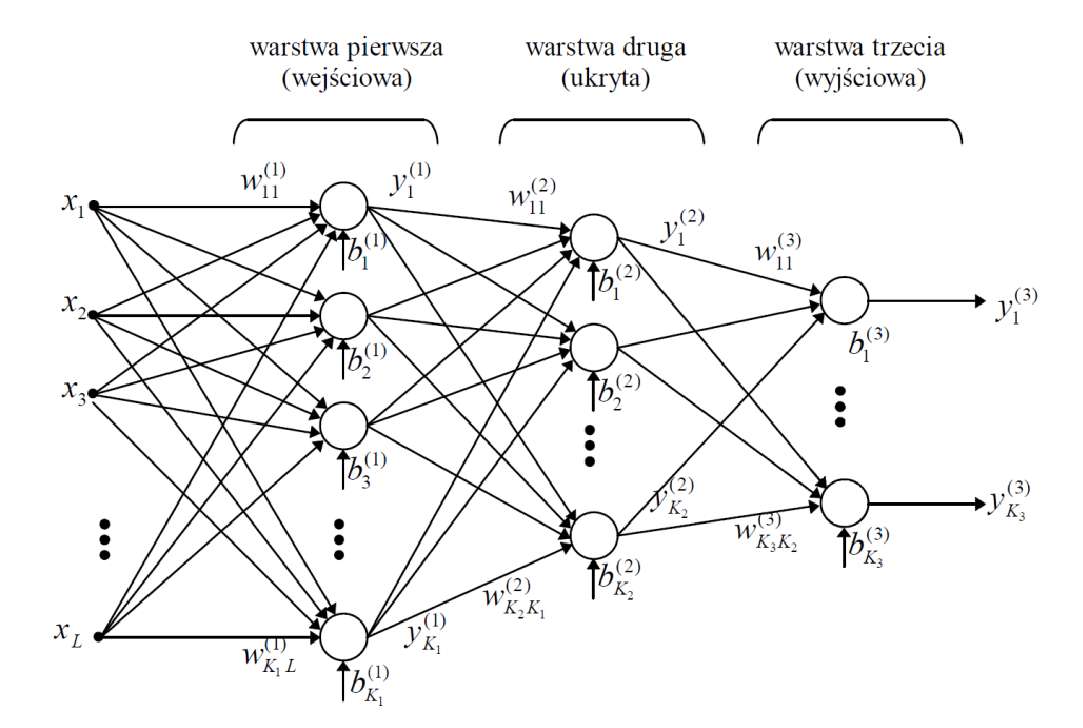 warstwa pierwsza
(wejściowa)
warstwa druga
(ukryta)
warstwa trzecia
(wyjściowa)
w_{11}^{(1)}
y_1^{(1)}
w_{11}^{(2)}
y_1^{(2)}
w_{11}^{(3)}
x_1
b_1^{(1)}
b_1^{(2)}
x_2
y_1^{(3)}
b_1^{(3)}
b_2^{(1)}
x_3
b_2^{(2)}
b_3^{(1)}
y_{K_2}^{(2)}
y_{K_3}^{(3)}
w_{K_3 K_2}^{(3)}
b_{K_3}^{(3)}
b_{K_2}^{(2)}
w_{K_2 K_1}^{(2)}
x_L
y_{K_1}^{(1)}
w_{K_1 L}^{(1)}
b_{K_1}^{(1)}